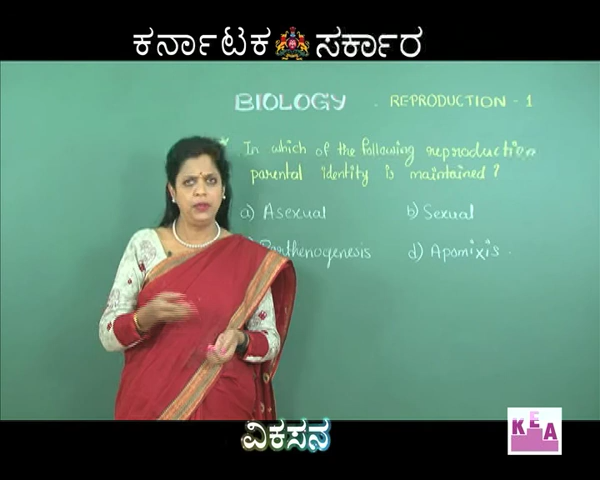 ಕರ್ನಾಟಕ ಸರ್ಕಾರ
BIOLOGY . REPRODUCTION - 1
* In which of the following reproduction
parental identity is maintained ?
a) Asexual b) Sexual
) Parthenogenesis d) Apomixis .
ವಿಕಸನ
KEA